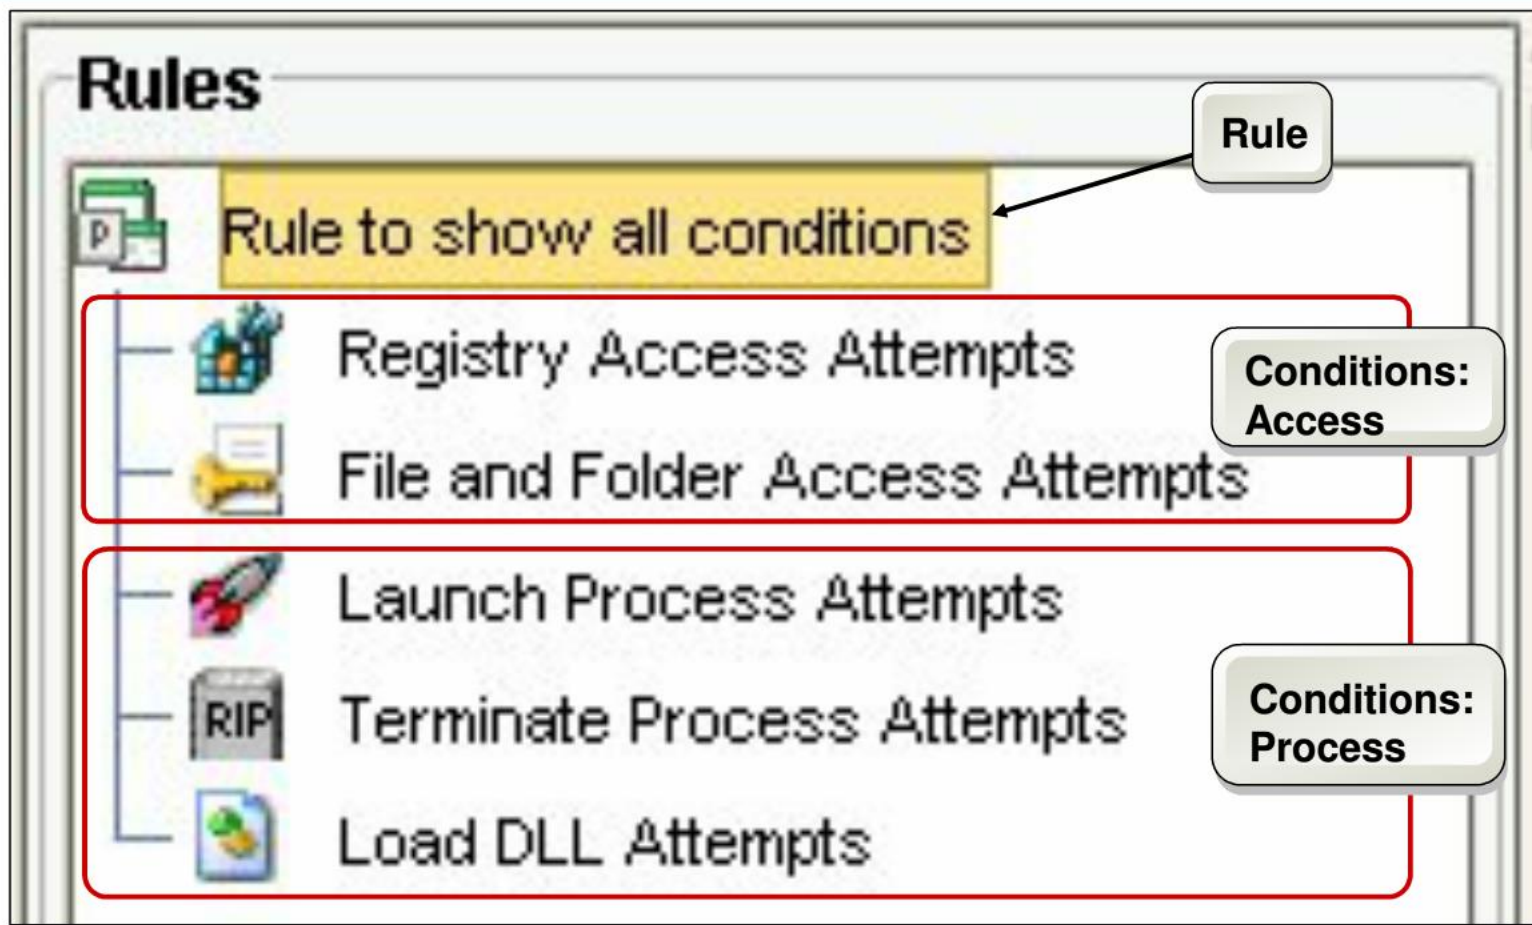 Rules
Rule
P
Rule to show all conditions
Registry Access Attempts
Conditions:
Access
File and Folder Access Attempts
Launch Process Attempts
RIP
Terminate Process Attempts
Conditions:
Process
Load DLL Attempts